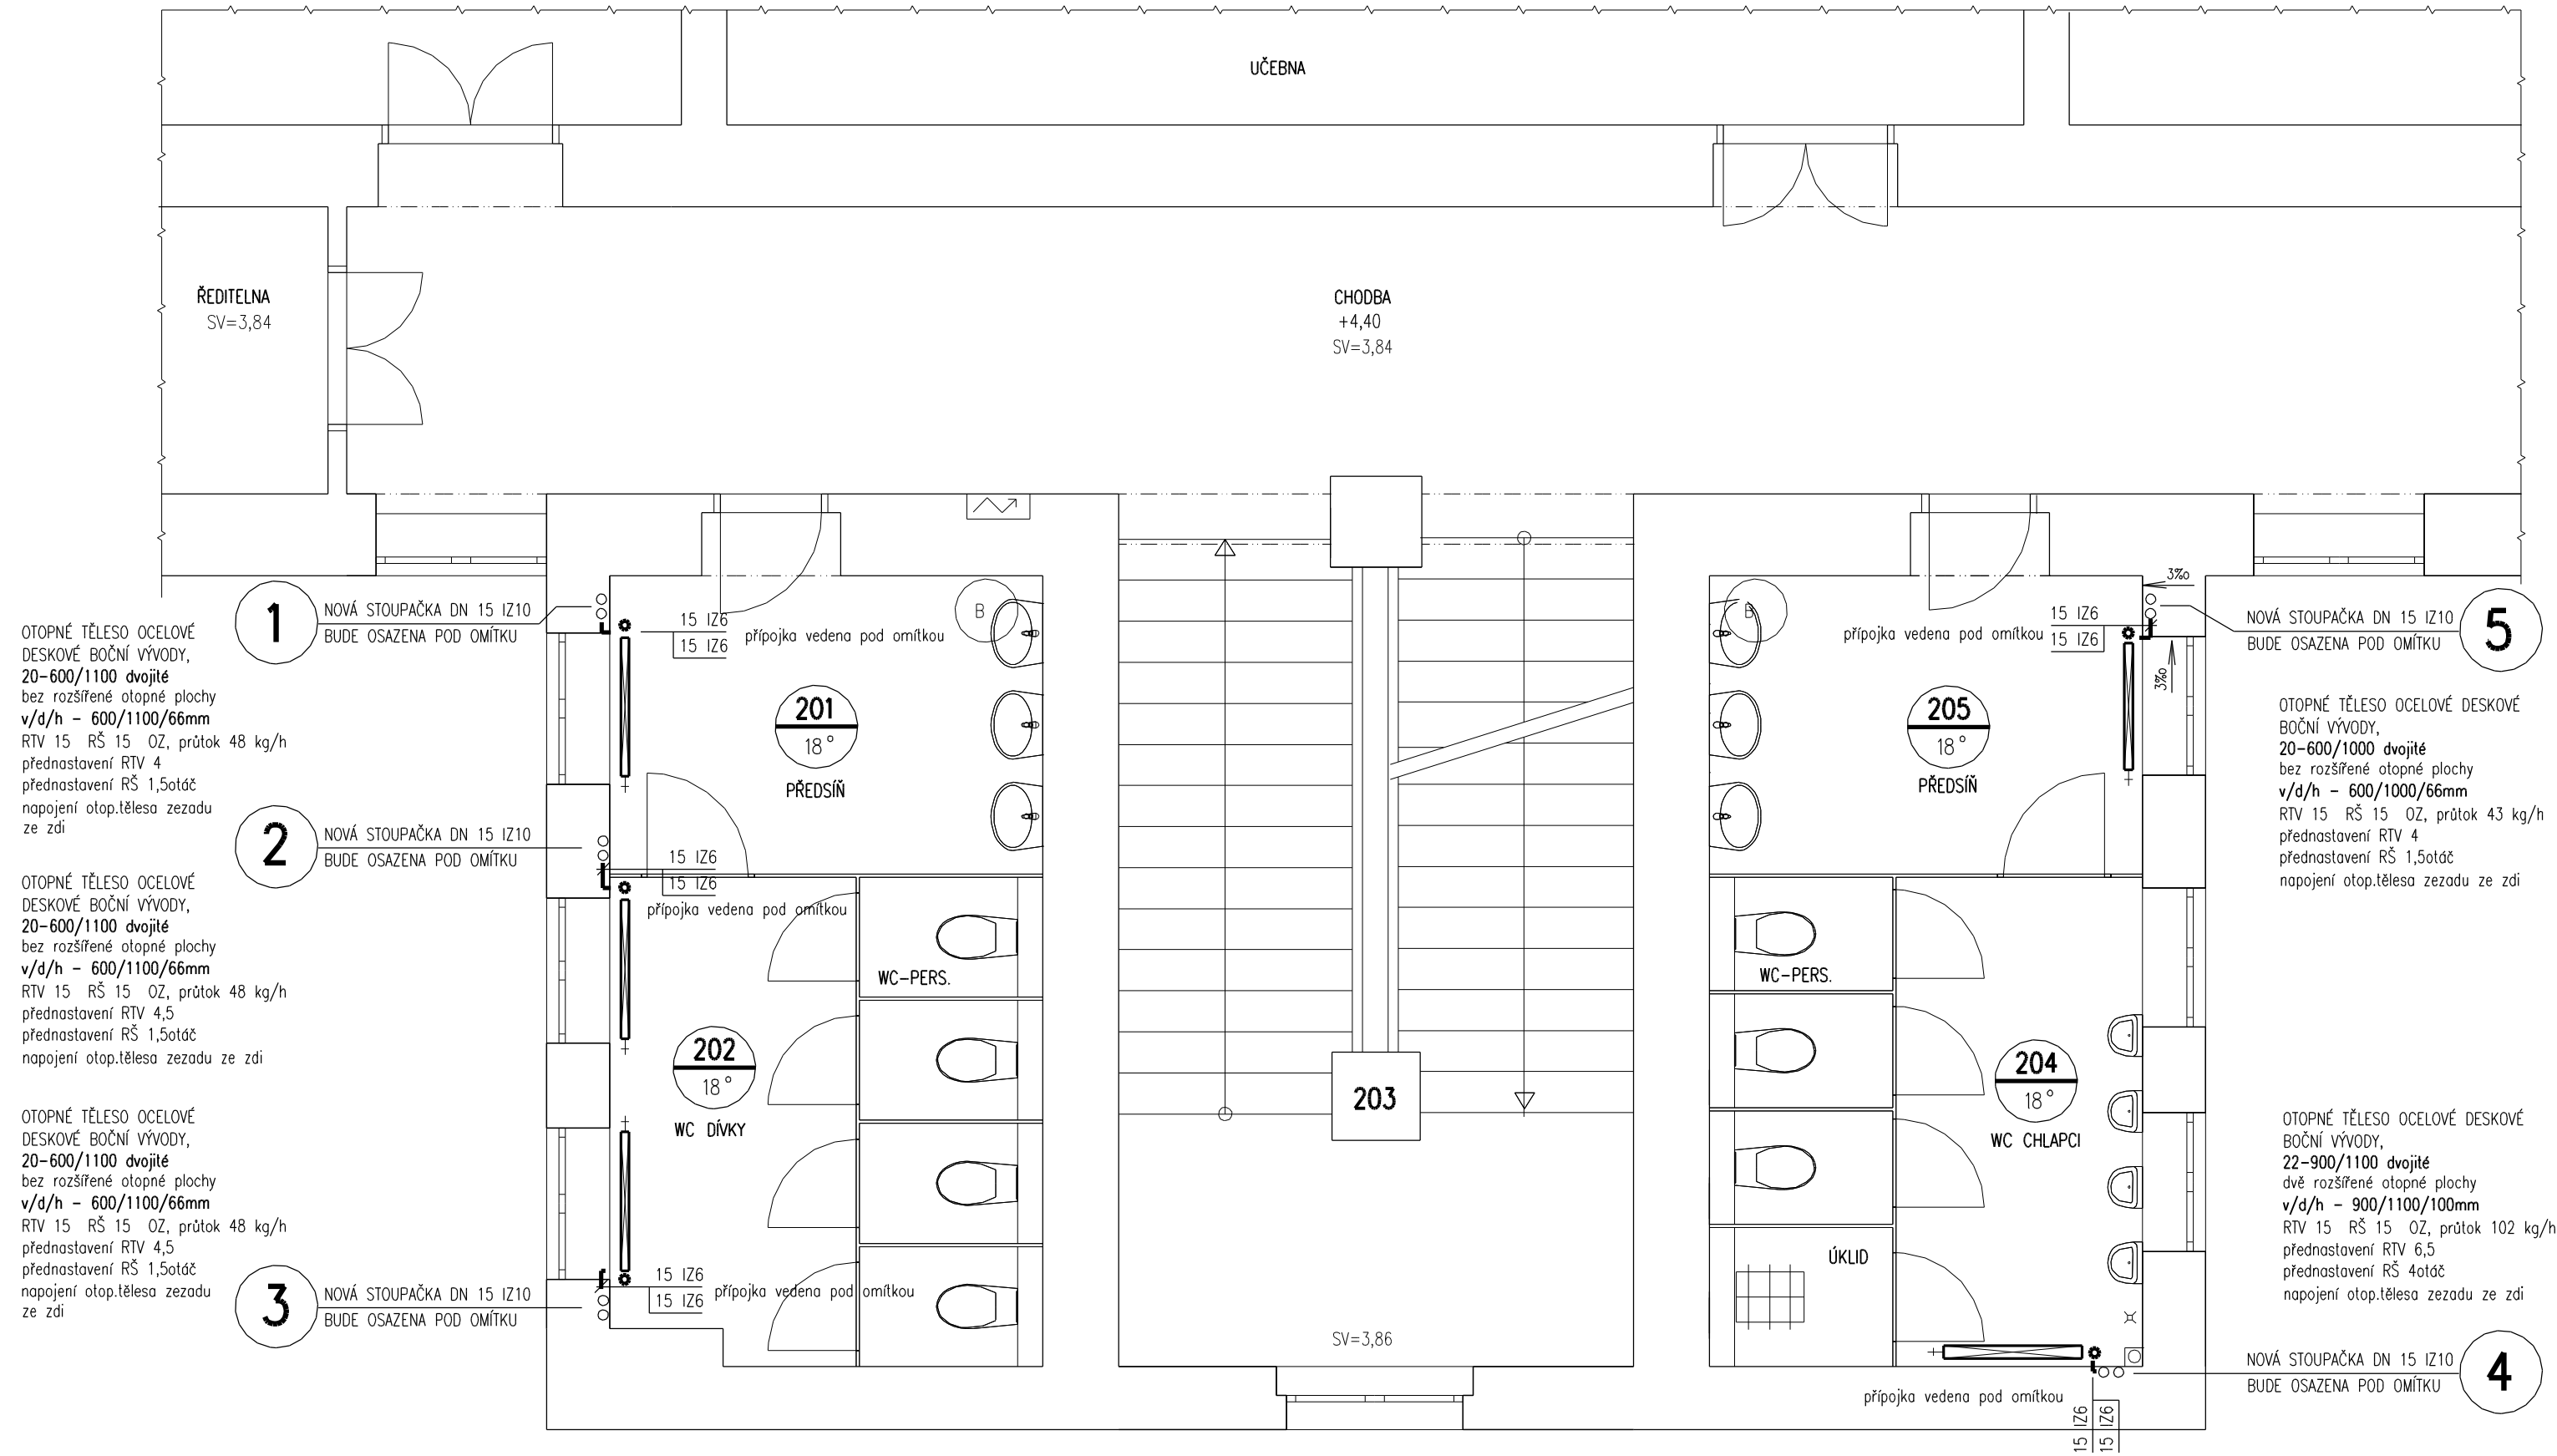 UČEBNA
ŘEDITELNA
SV=3,84
CHODBA
+4,40
SV=3,84
1
NOVÁ STOUPAČKA DN 15 IZ10
BUDE OSAZENA POD OMÍTKU
OTOPNÉ TĚLESO OCELOVÉ
DESKOVÉ BOČNÍ VÝVODY,
20-600/1100 dvojité
bez rozšířené otopné plochy
v/d/h - 600/1100/66mm
RTV 15 RŠ 15 OZ, průtok 48 kg/h
přednastavení RTV 4
přednastavení RŠ 1,5otáč
napojení otop.tělesa zezadu
ze zdi
2
NOVÁ STOUPAČKA DN 15 IZ10
BUDE OSAZENA POD OMÍTKU
OTOPNÉ TĚLESO OCELOVÉ
DESKOVÉ BOČNÍ VÝVODY,
20-600/1100 dvojité
bez rozšířené otopné plochy
v/d/h - 600/1100/66mm
RTV 15 RŠ 15 OZ, průtok 48 kg/h
přednastavení RTV 4,5
přednastavení RŠ 1,5otáč
napojení otop.tělesa zezadu ze zdi
OTOPNÉ TĚLESO OCELOVÉ
DESKOVÉ BOČNÍ VÝVODY,
20-600/1100 dvojité
bez rozšířené otopné plochy
v/d/h - 600/1100/66mm
RTV 15 RŠ 15 OZ, průtok 48 kg/h
přednastavení RTV 4,5
přednastavení RŠ 1,5otáč
napojení otop.tělesa zezadu
ze zdi
3
NOVÁ STOUPAČKA DN 15 IZ10
BUDE OSAZENA POD OMÍTKU
15 IZ6
15 IZ6
přípojka vedena pod omítkou
B
201
18°
PŘEDSÍŇ
15 IZ6
15 IZ6
přípojka vedena pod omítkou
WC-PERS.
202
18°
WC DÍVKY
15 IZ6
15 IZ6
přípojka vedena pod omítkou
203
SV=3,86
B
15 IZ6
15 IZ6
přípojka vedena pod omítkou
3‰
3‰
205
18°
PŘEDSÍŇ
WC-PERS.
204
18°
WC CHLAPCI
ÚKLID
přípojka vedena pod omítkou
15 IZ6
15 IZ6
NOVÁ STOUPAČKA DN 15 IZ10
BUDE OSAZENA POD OMÍTKU
5
OTOPNÉ TĚLESO OCELOVÉ DESKOVÉ
BOČNÍ VÝVODY,
20-600/1000 dvojité
bez rozšířené otopné plochy
v/d/h - 600/1000/66mm
RTV 15 RŠ 15 OZ, průtok 43 kg/h
přednastavení RTV 4
přednastavení RŠ 1,5otáč
napojení otop.tělesa zezadu ze zdi
OTOPNÉ TĚLESO OCELOVÉ DESKOVÉ
BOČNÍ VÝVODY,
22-900/1100 dvojité
dvě rozšířené otopné plochy
v/d/h - 900/1100/100mm
RTV 15 RŠ 15 OZ, průtok 102 kg/h
přednastavení RTV 6,5
přednastavení RŠ 4otáč
napojení otop.tělesa zezadu ze zdi
NOVÁ STOUPAČKA DN 15 IZ10
BUDE OSAZENA POD OMÍTKU
4